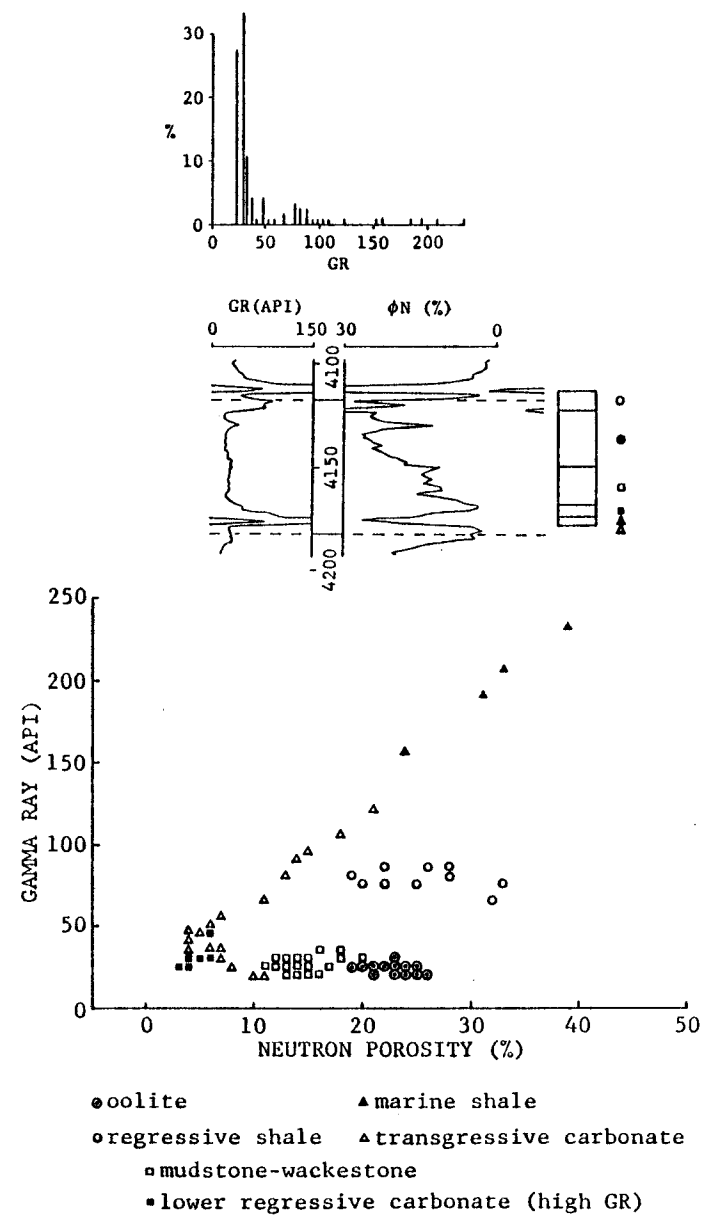 30
20
%
10
0
0 50 100 150 200
GR
GR(API) ϕN (%)
0 150 30 0
4100
4150
4200
250
200
150
100
50
0
GAMMA RAY (API)
0 10 20 30 40 50
NEUTRON POROSITY (%)
oolite marine shale
regressive shale transgressive carbonate
mudstone-wackestone
lower regressive carbonate (high GR)